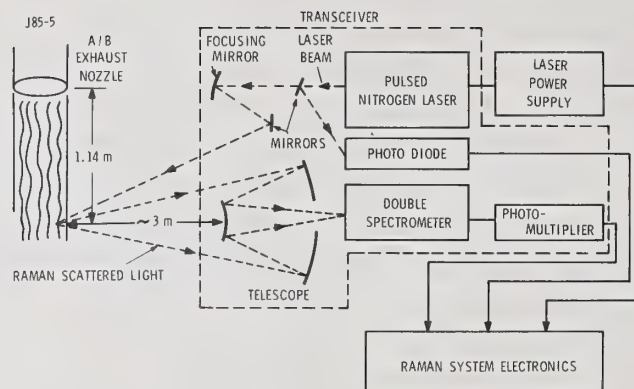 TRANSCEIVER
J85-5
A/B
EXHAUST
NOZZLE
FOCUSING
MIRROR
LASER
BEAM
PULSED
NITROGEN LASER
LASER
POWER
SUPPLY
1.14 m
MIRRORS
PHOTO DIODE
~ 3 m
DOUBLE
SPECTROMETER
PHOTO-
MULTIPLIER
RAMAN SCATTERED LIGHT
TELESCOPE
RAMAN SYSTEM ELECTRONICS